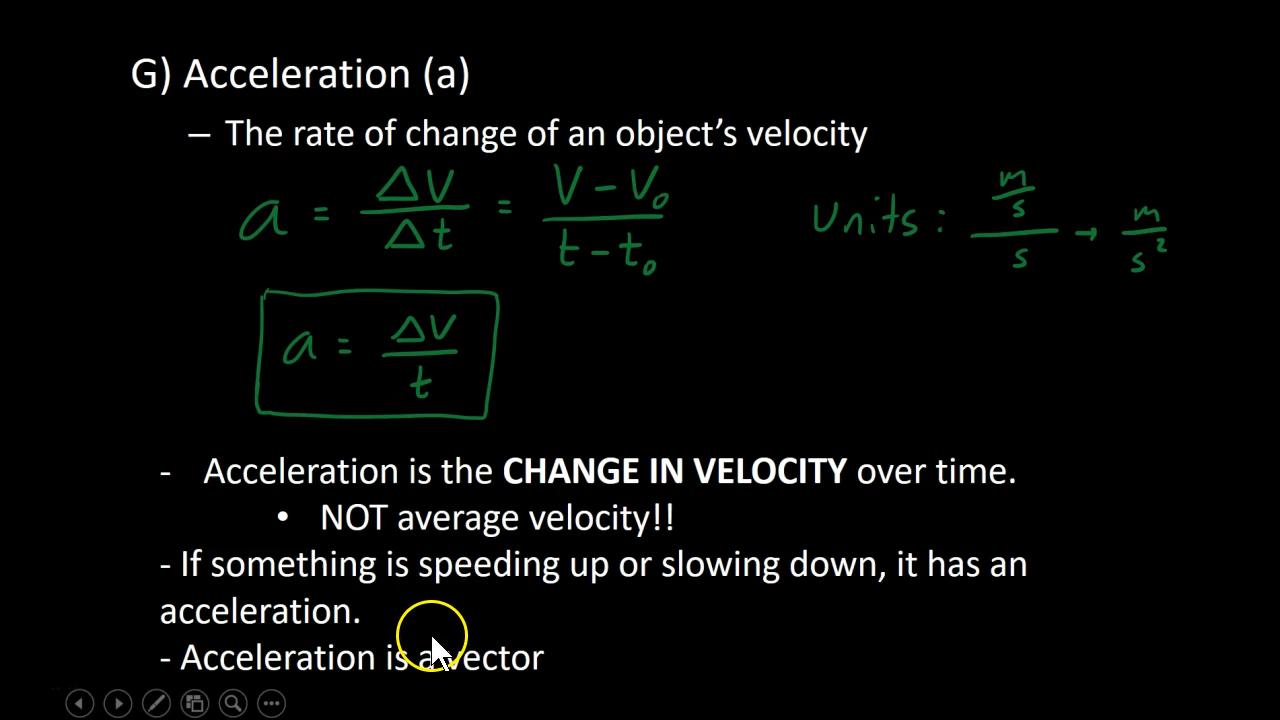 G) Acceleration (a)
– The rate of change of an object’s velocity
a = ΔV / Δt = V – V₀ / t – t₀
units: m/s / s → m/s²
a = ΔV / t
- Acceleration is the CHANGE IN VELOCITY over time.
• NOT average velocity!!
- If something is speeding up or slowing down, it has an
acceleration.
- Acceleration is a vector